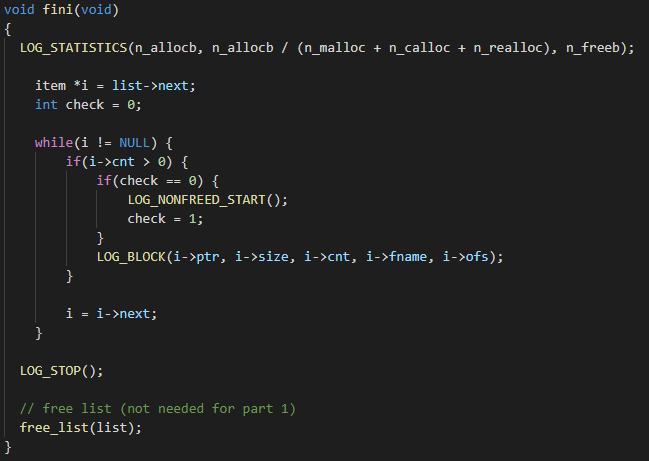 void fini(void)
{
  LOG_STATISTICS(n_allocb, n_allocb / (n_malloc + n_calloc + n_realloc), n_freeb);

    item *i = list->next;
    int check = 0;

    while(i != NULL) {
        if(i->cnt > 0) {
            if(check == 0) {
                LOG_NONFREED_START();
                check = 1;
            }
            LOG_BLOCK(i->ptr, i->size, i->cnt, i->fname, i->ofs);
        }

        i = i->next;
    }

  LOG_STOP();

  // free list (not needed for part 1)
  free_list(list);
}